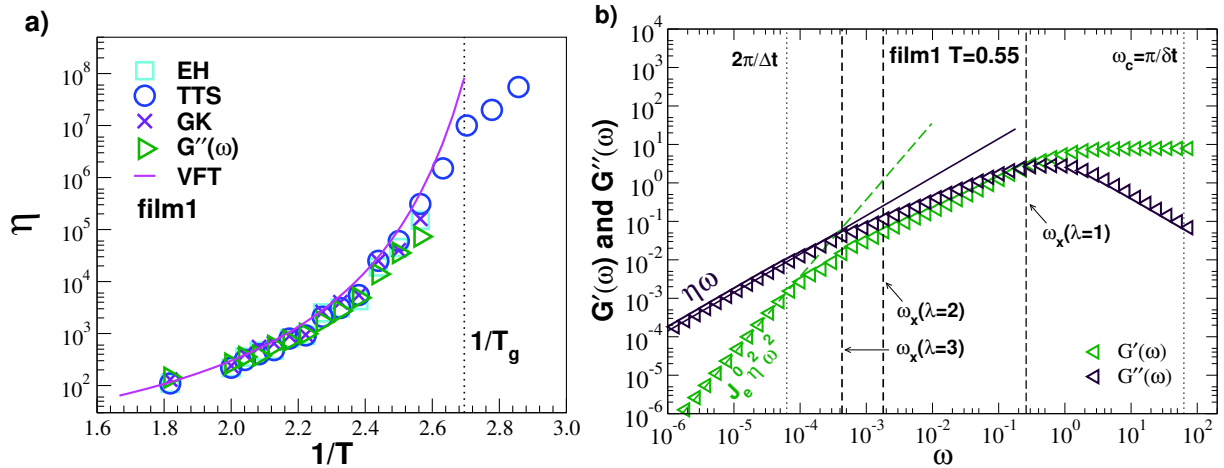 a)
η
10^8
10^7
10^6
10^5
10^4
10^3
10^2
EH
TTS
GK
G′′(ω)
VFT
film1
1/T_g
1.6 1.8 2.0 2.2 2.4 2.6 2.8 3.0
1/T
b)
G′(ω) and G′′(ω)
10^4
10^3
10^2
10^1
10^0
10^-1
10^-2
10^-3
10^-4
10^-5
10^-6
2π/Δt
film1 T=0.55
ω_c=π/δt
ηω
ω_x(λ=1)
ω_x(λ=2)
ω_x(λ=3)
J_e^0 η^2 ω^2
G′(ω)
G′′(ω)
10^-6 10^-5 10^-4 10^-3 10^-2 10^-1 10^0 10^1 10^2
ω